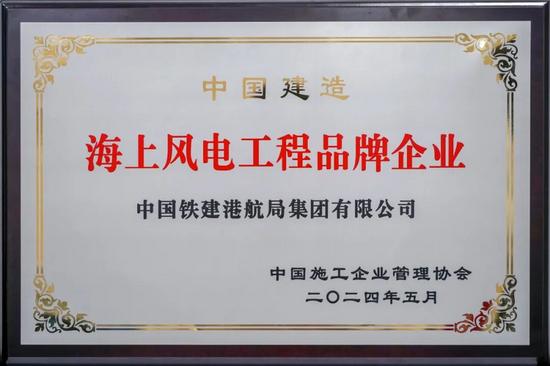 中国建造
海上风电工程品牌企业
中国铁建港航局集团有限公司
中国施工企业管理协会
二〇二四年五月